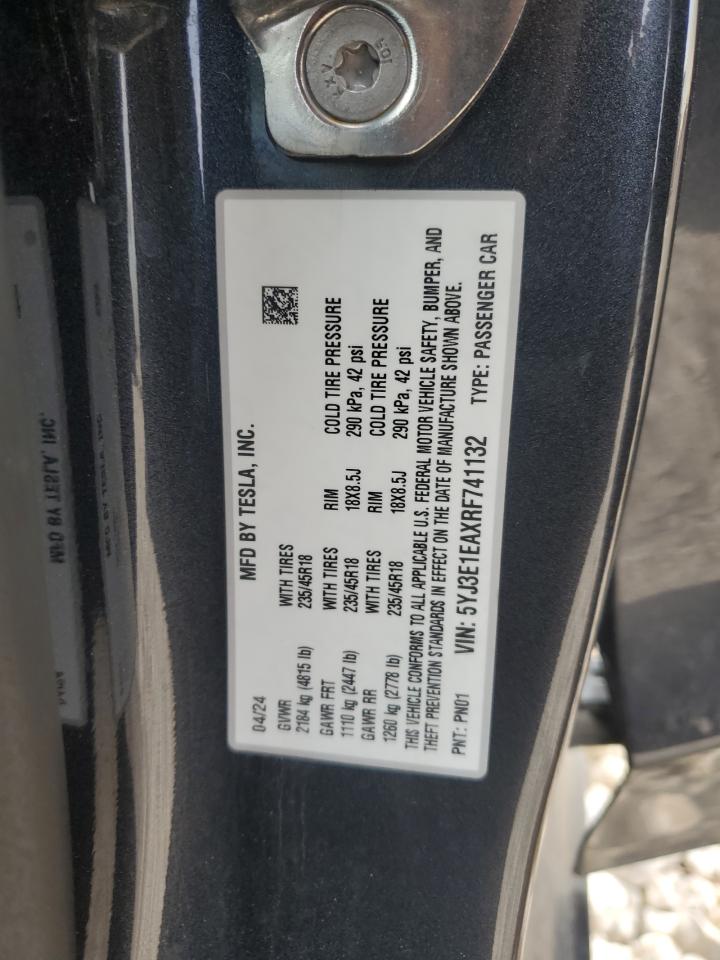 MFD BY TESLA, INC.
04/24
GVWR WITH TIRES
2184 kg (4815 lb) 235/45R18
GAWR FRT WITH TIRES RIM COLD TIRE PRESSURE
1110 kg (2447 lb) 235/45R18 18X8.5J 290 kPa, 42 psi
GAWR RR WITH TIRES RIM COLD TIRE PRESSURE
1260 kg (2778 lb) 235/45R18 18X8.5J 290 kPa, 42 psi
THIS VEHICLE CONFORMS TO ALL APPLICABLE U.S. FEDERAL MOTOR VEHICLE SAFETY, BUMPER, AND
THEFT PREVENTION STANDARDS IN EFFECT ON THE DATE OF MANUFACTURE SHOWN ABOVE.
PNT: PN01 VIN: 5YJ3E1EAXRF741132 TYPE: PASSENGER CAR